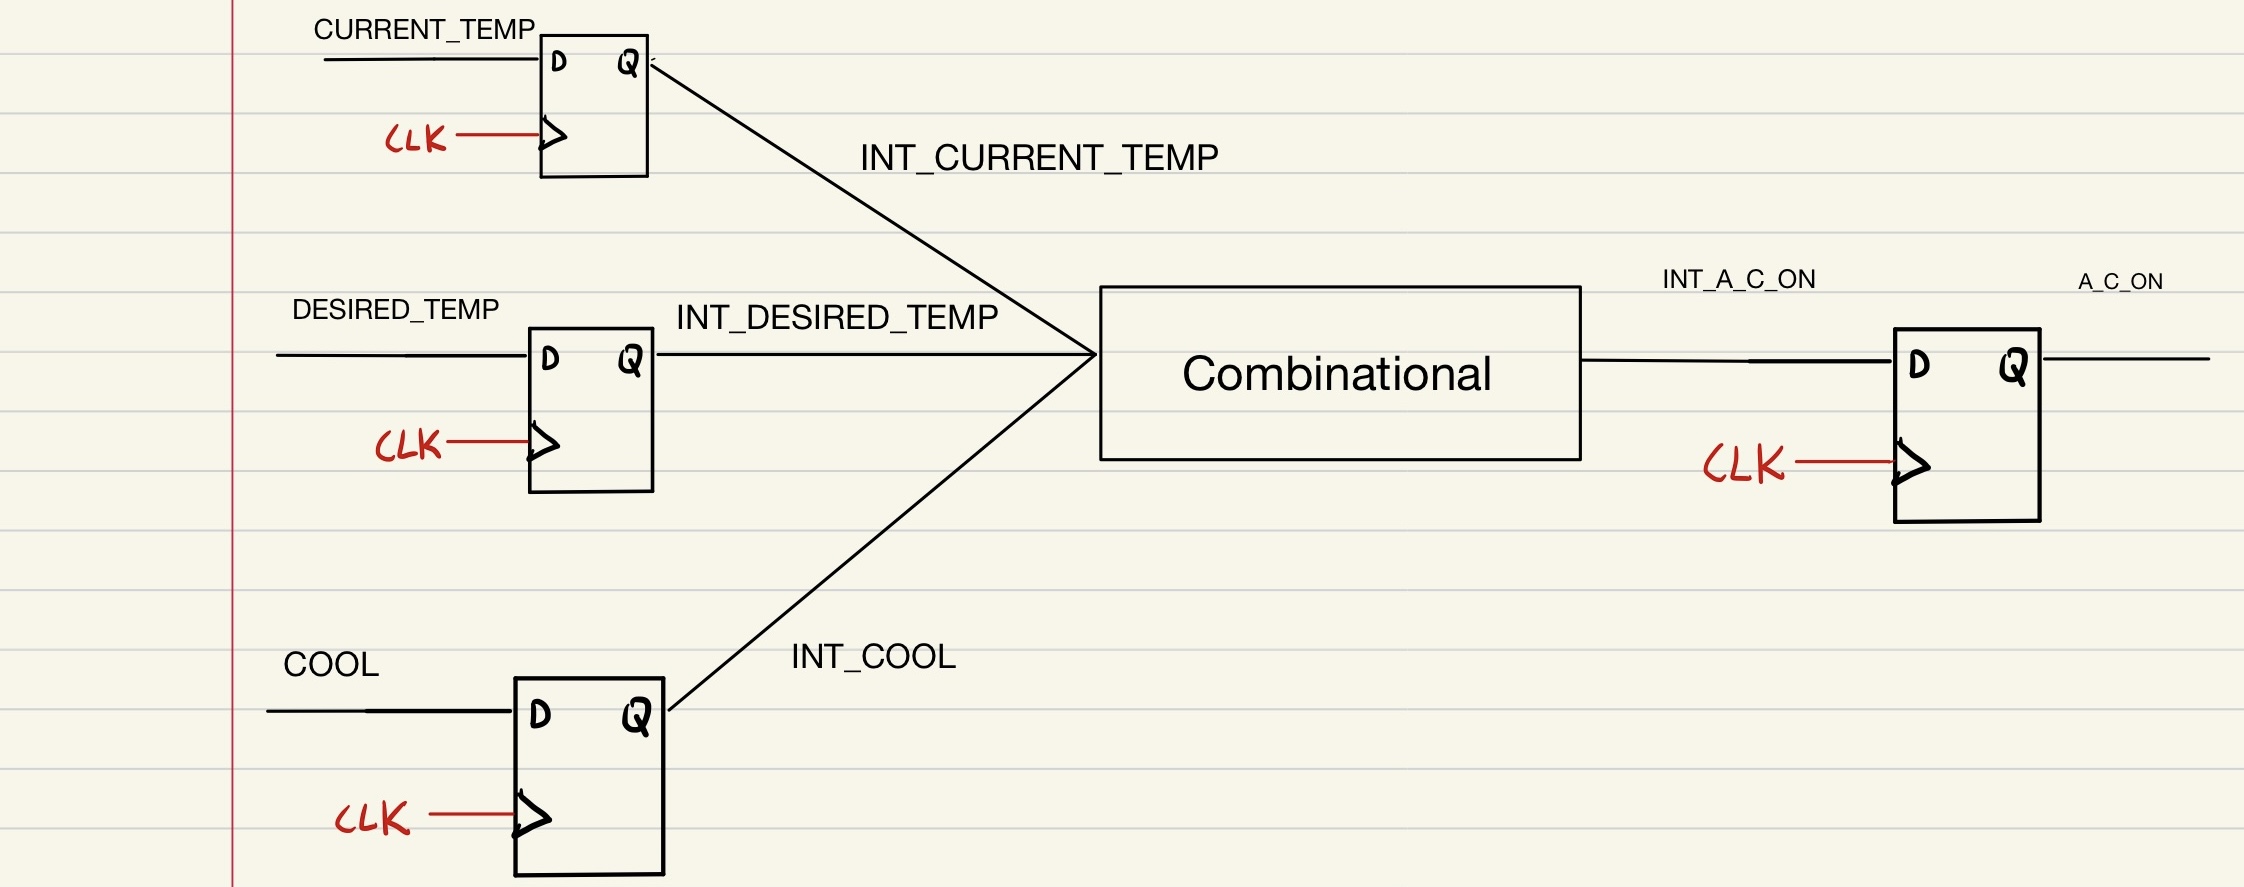 CURRENT_TEMP
D Q
CLK
INT_CURRENT_TEMP
DESIRED_TEMP
INT_DESIRED_TEMP
D Q
CLK
Combinational
INT_A_C_ON
A_C_ON
D Q
CLK
COOL
INT_COOL
D Q
CLK